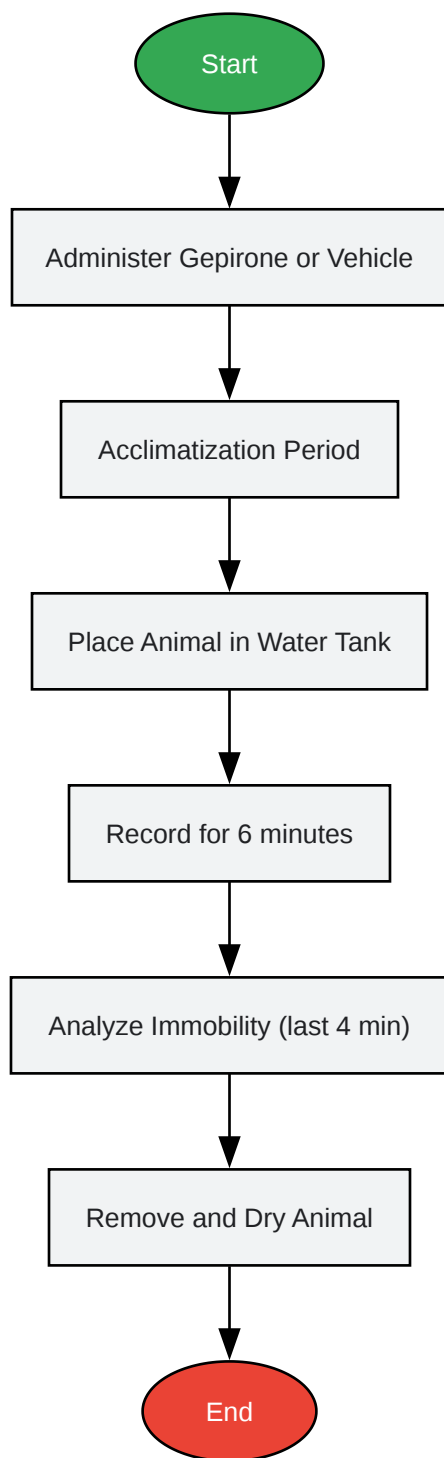 Start
Administer Gepirone or Vehicle
Acclimatization Period
Place Animal in Water Tank
Record for 6 minutes
Analyze Immobility (last 4 min)
Remove and Dry Animal
End